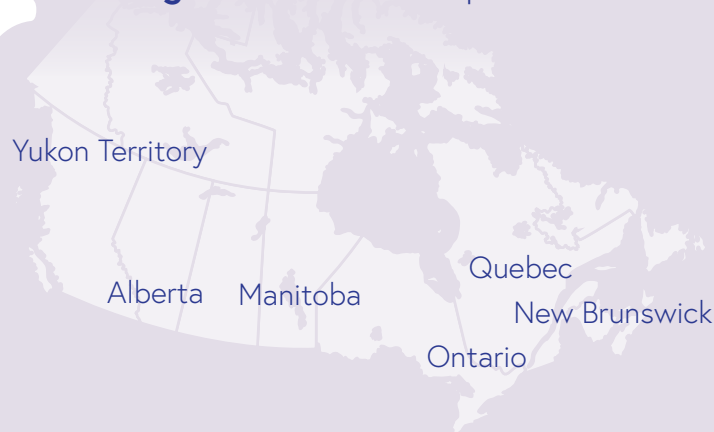 Yukon Territory
Alberta
Manitoba
Quebec
New Brunswick
Ontario